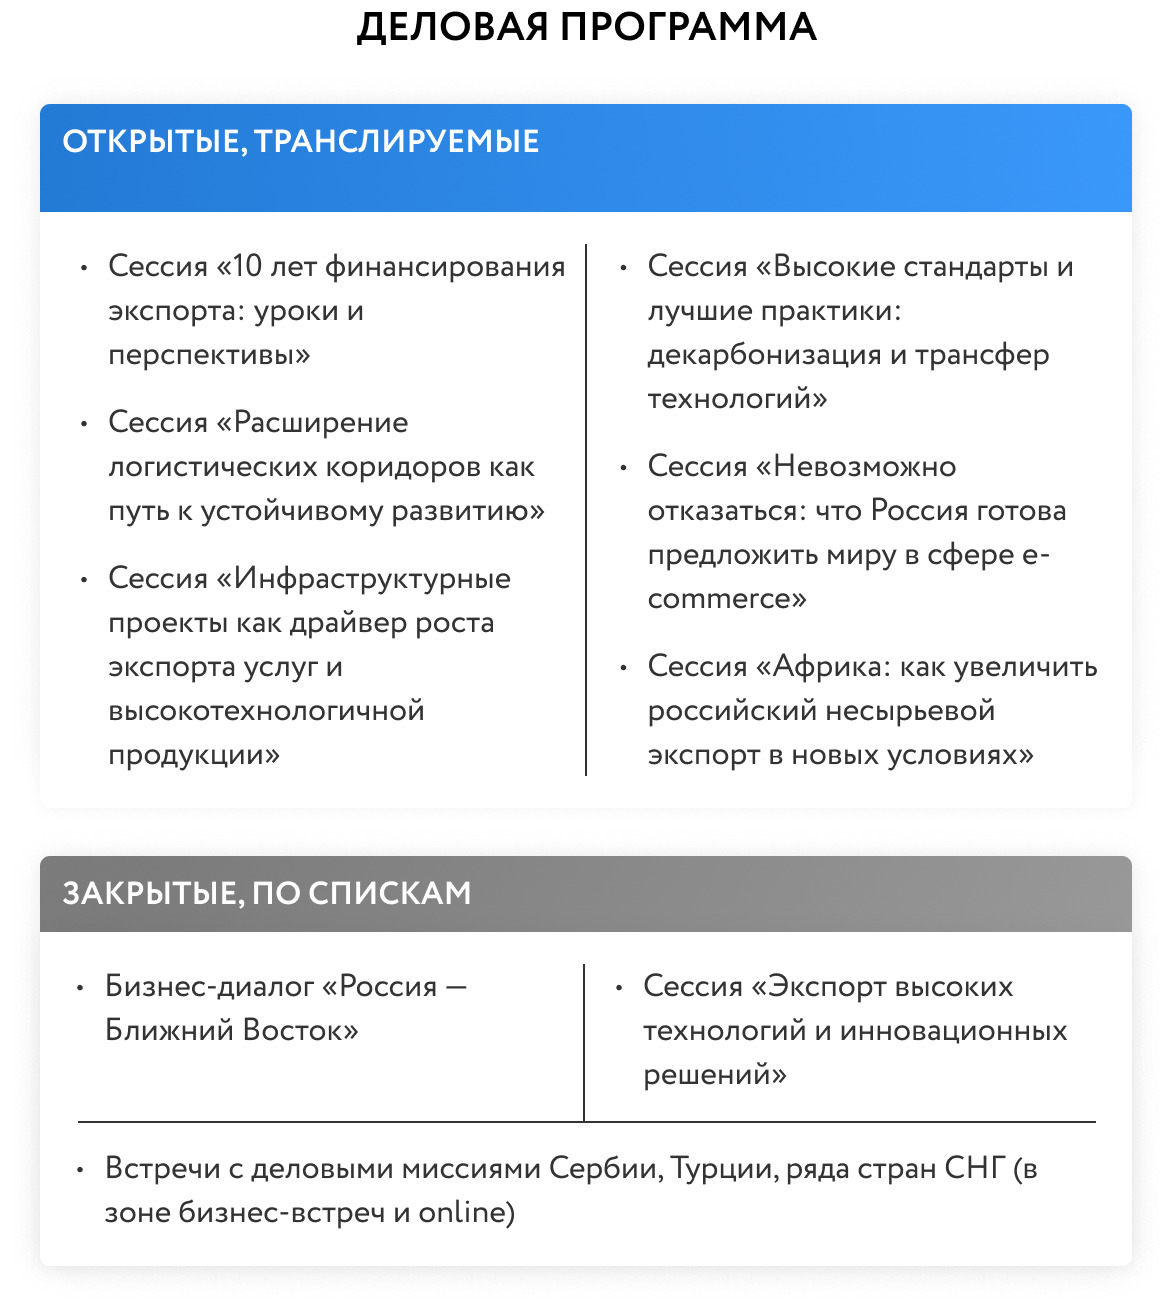 ДЕЛОВАЯ ПРОГРАММА
ОТКРЫТЫЕ, ТРАНСЛИРУЕМЫЕ
• Сессия «10 лет финансирования
экспорта: уроки и
перспективы»
• Сессия «Расширение
логистических коридоров как
путь к устойчивому развитию»
• Сессия «Инфраструктурные
проекты как драйвер роста
экспорта услуг и
высокотехнологичной
продукции»
• Сессия «Высокие стандарты и
лучшие практики:
декарбонизация и трансфер
технологий»
• Сессия «Невозможно
отказаться: что Россия готова
предложить миру в сфере e-
commerce»
• Сессия «Африка: как увеличить
российский несырьевой
экспорт в новых условиях»
ЗАКРЫТЫЕ, ПО СПИСКАМ
• Бизнес-диалог «Россия —
Ближний Восток»
• Сессия «Экспорт высоких
технологий и инновационных
решений»
• Встречи с деловыми миссиями Сербии, Турции, ряда стран СНГ (в
зоне бизнес-встреч и online)